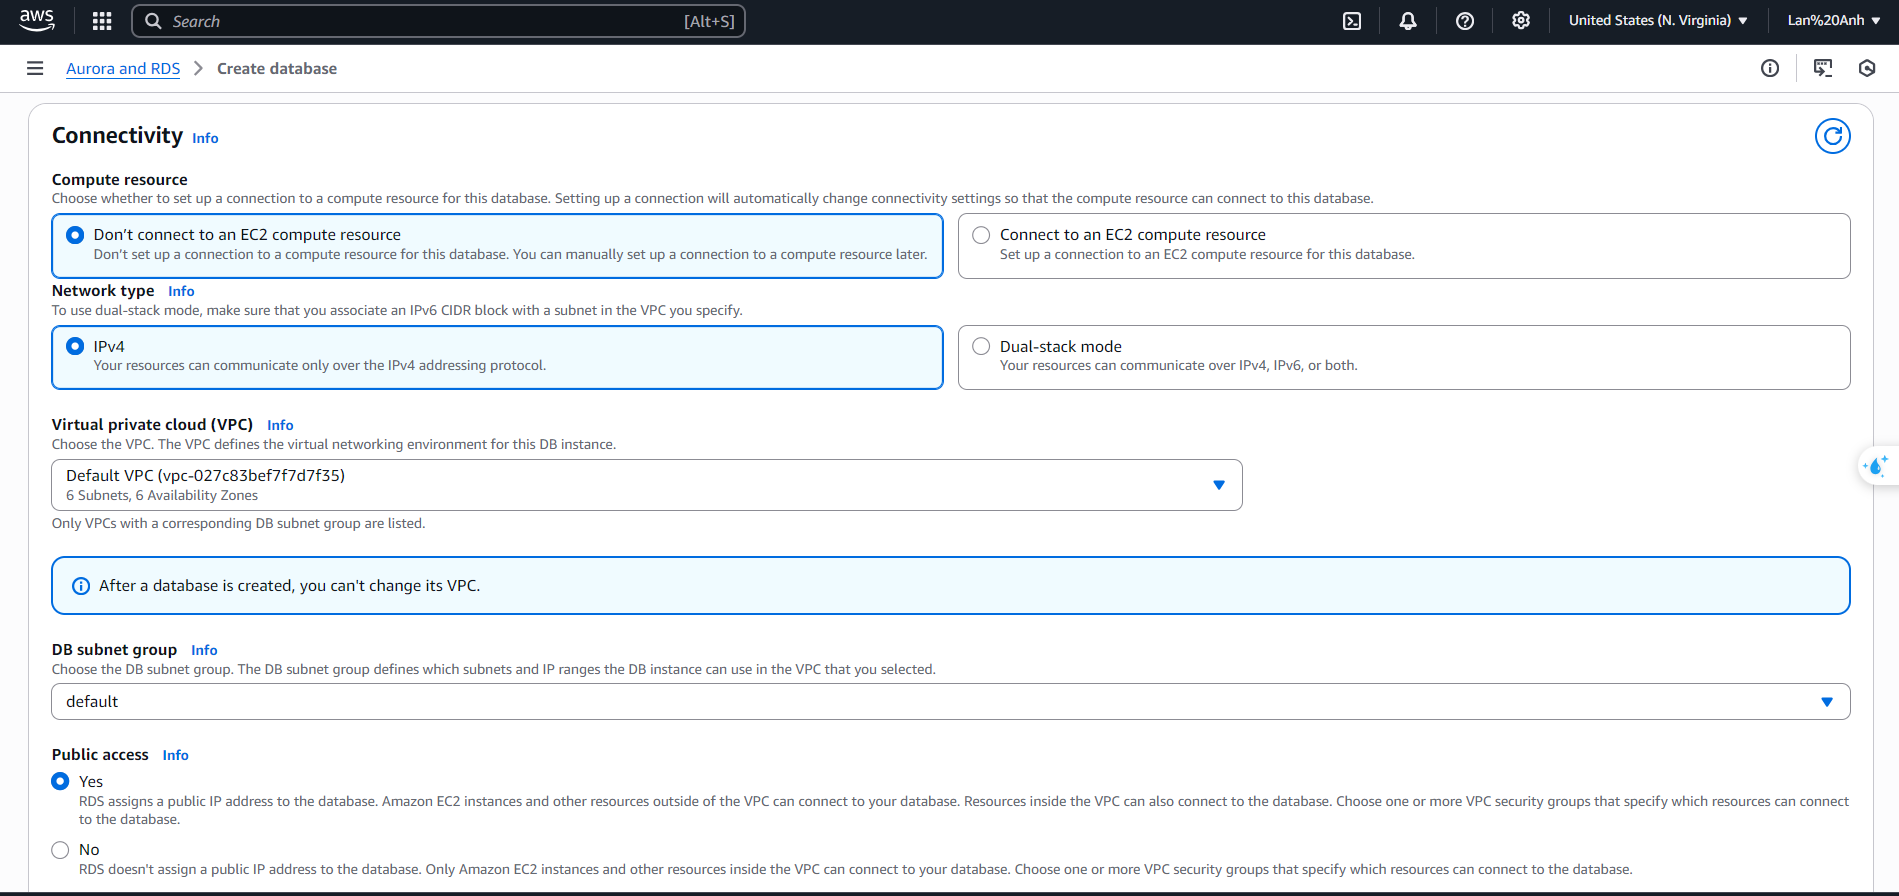 aws
Search [Alt+S]
United States (N. Virginia)
Lan%20Anh
Aurora and RDS
Create database
Connectivity Info
Compute resource
Choose whether to set up a connection to a compute resource for this database. Setting up a connection will automatically change connectivity settings so that the compute resource can connect to this database.
Don’t connect to an EC2 compute resource
Don’t set up a connection to a compute resource for this database. You can manually set up a connection to a compute resource later.
Connect to an EC2 compute resource
Set up a connection to an EC2 compute resource for this database.
Network type Info
To use dual-stack mode, make sure that you associate an IPv6 CIDR block with a subnet in the VPC you specify.
IPv4
Your resources can communicate only over the IPv4 addressing protocol.
Dual-stack mode
Your resources can communicate over IPv4, IPv6, or both.
Virtual private cloud (VPC) Info
Choose the VPC. The VPC defines the virtual networking environment for this DB instance.
Default VPC (vpc-027c83bef7f7d7f35)
6 Subnets, 6 Availability Zones
Only VPCs with a corresponding DB subnet group are listed.
After a database is created, you can't change its VPC.
DB subnet group Info
Choose the DB subnet group. The DB subnet group defines which subnets and IP ranges the DB instance can use in the VPC that you selected.
default
Public access Info
Yes
RDS assigns a public IP address to the database. Amazon EC2 instances and other resources outside of the VPC can connect to your database. Resources inside the VPC can also connect to the database. Choose one or more VPC security groups that specify which resources can connect
to the database.
No
RDS doesn't assign a public IP address to the database. Only Amazon EC2 instances and other resources inside the VPC can connect to your database. Choose one or more VPC security groups that specify which resources can connect to the database.